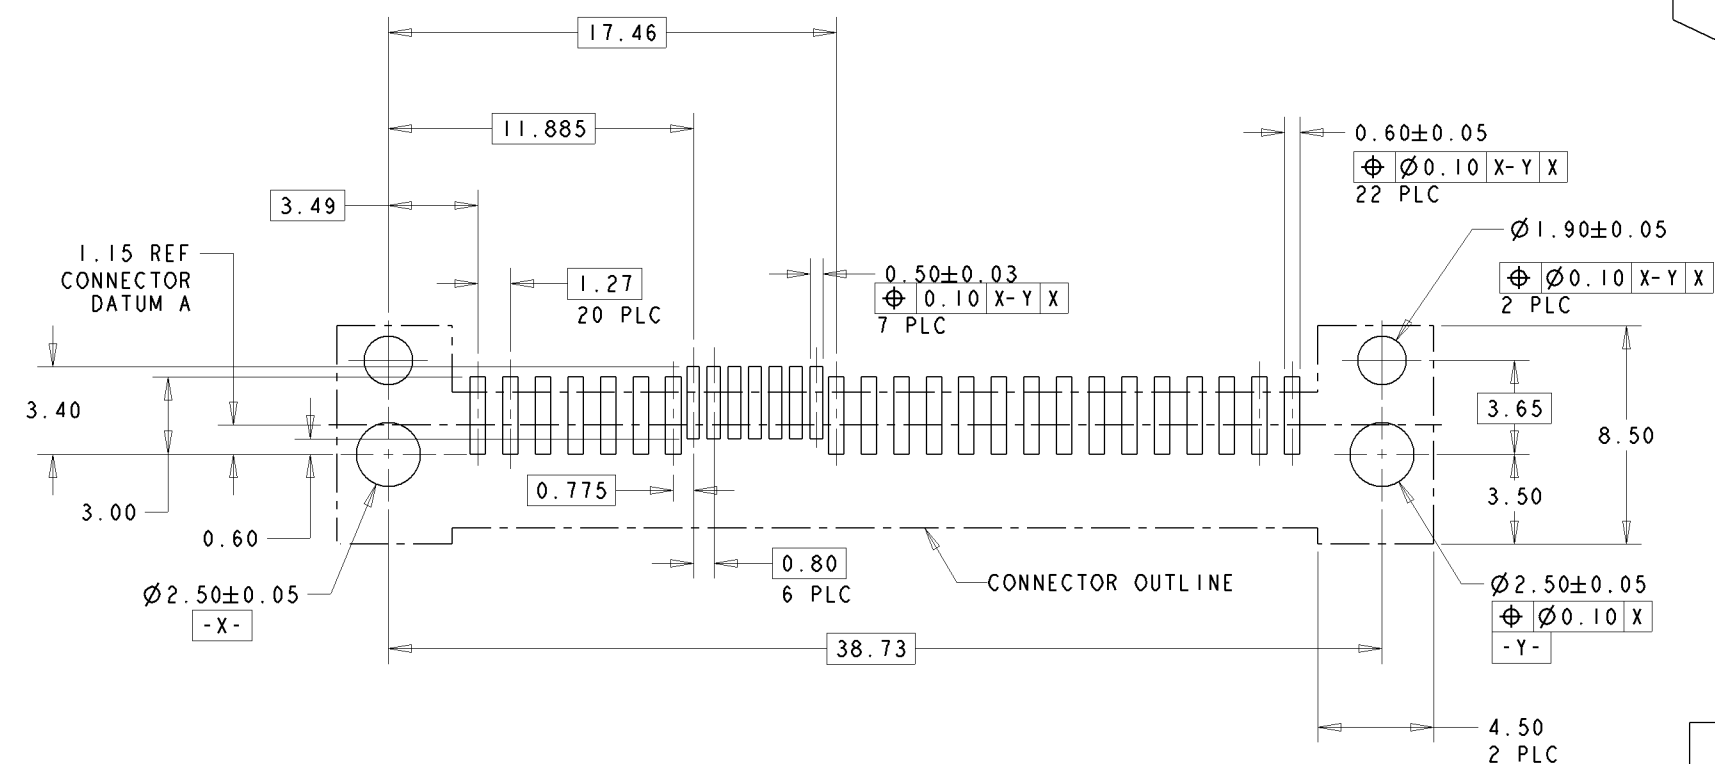 17.46
11.885
0.60±0.05
⌖ Ø0.10 X-Y X
22 PLC
3.49
Ø1.90±0.05
⌖ Ø0.10 X-Y X
2 PLC
1.15 REF
CONNECTOR
DATUM A
1.27
20 PLC
0.50±0.03
⌖ 0.10 X-Y X
7 PLC
3.40
3.65
8.50
3.00
0.775
3.50
0.60
0.80
6 PLC
CONNECTOR OUTLINE
Ø2.50±0.05
-X-
Ø2.50±0.05
⌖ Ø0.10 X
-Y-
38.73
4.50
2 PLC